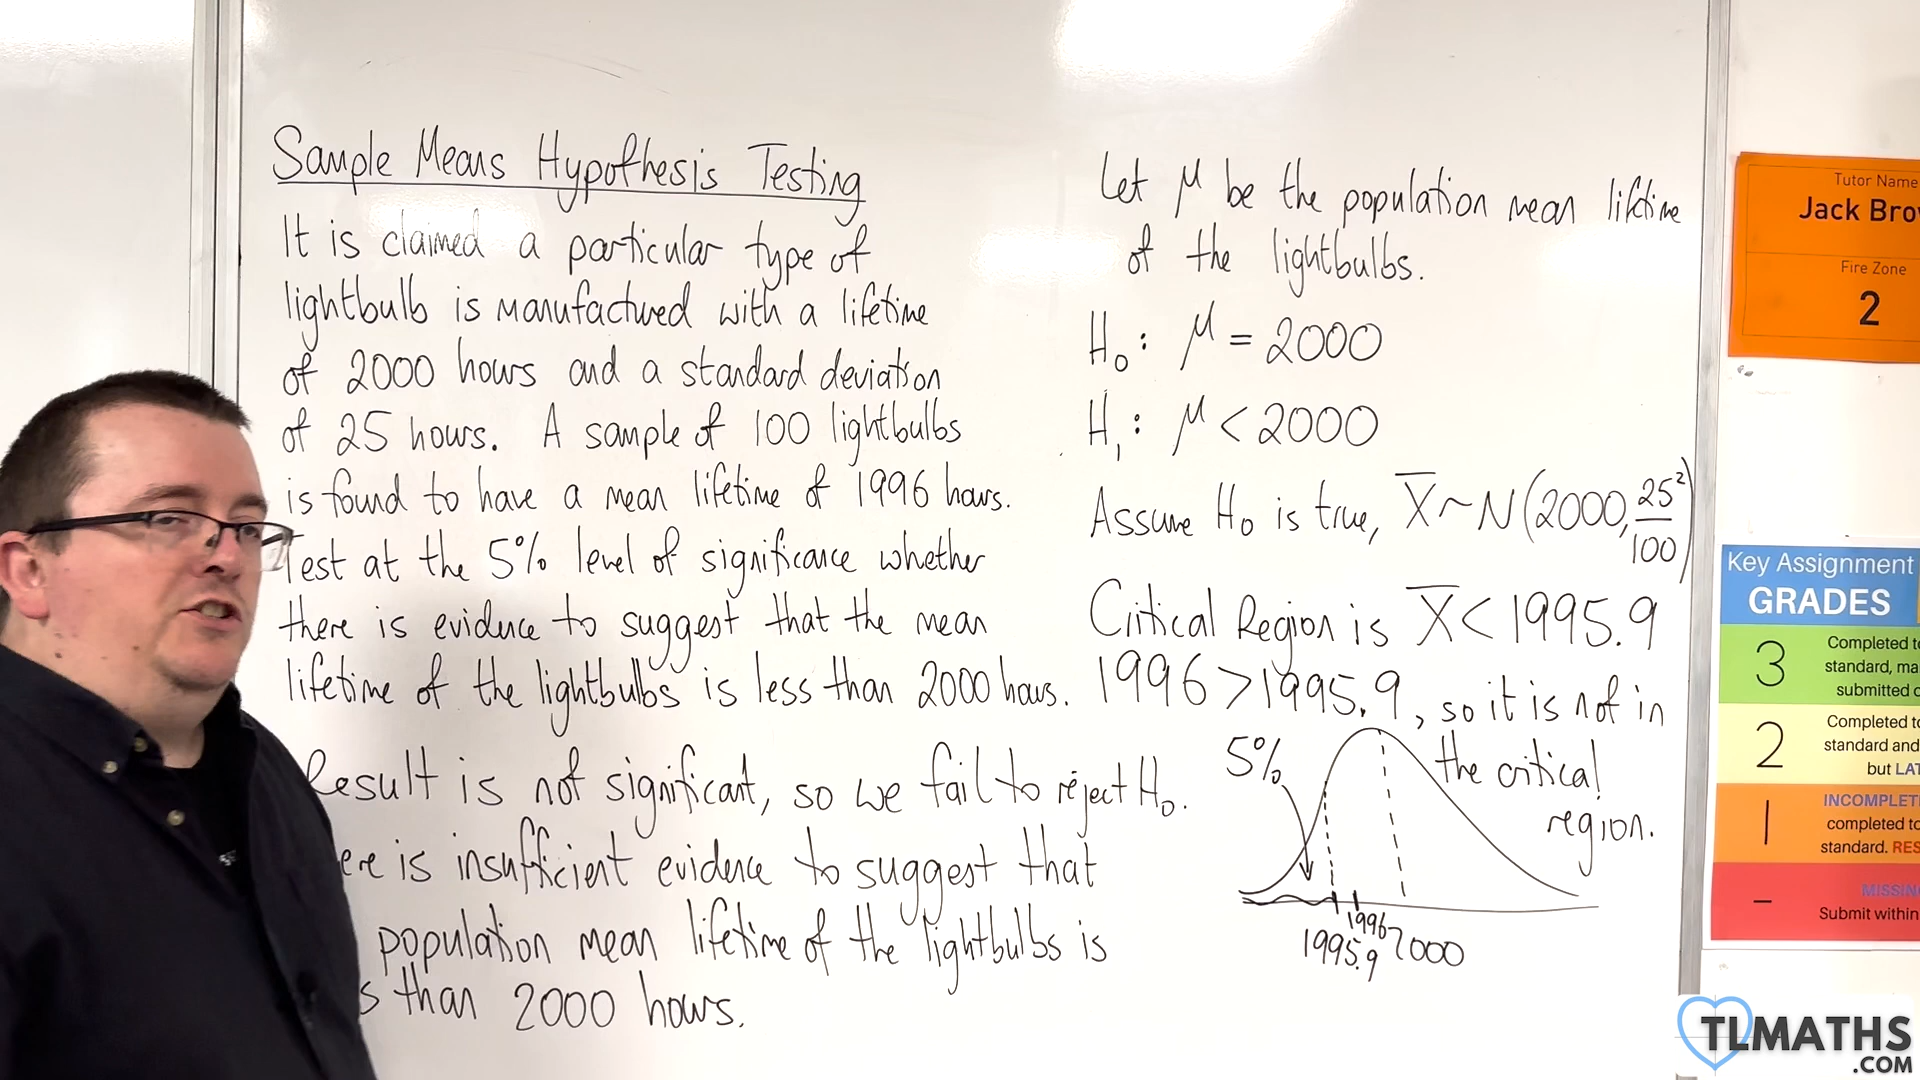 Sample Means Hypothesis Testing
It is claimed a particular type of
lightbulb is manufactured with a lifetime
of 2000 hours and a standard deviation
of 25 hours. A sample of 100 lightbulbs
is found to have a mean lifetime of 1996 hours.
Test at the 5% level of significance whether
there is evidence to suggest that the mean
lifetime of the lightbulbs is less than 2000 hours.
Result is not significant, so we fail to reject H₀.
ere is insufficient evidence to suggest that
population mean lifetime of the lightbulbs is
s than 2000 hours.
Let μ be the population mean lifetime
of the lightbulbs.
H₀: μ = 2000
H₁: μ < 2000
Assume H₀ is true, X̄ ~ N(2000, 25²/100)
Critical Region is X̄ < 1995.9
1996 > 1995.9, so it is not in
the critical
region.
5%
1996
1995.9 2000
Tutor Name
Jack Bro
Fire Zone
2
Key Assignment
GRADES
3
Completed t
standard, ma
submitted o
2
Completed to
standard and
but LAT
1
INCOMPLET
completed to
standard. RES
-
MISSIN
Submit within
TLMATHS
.COM